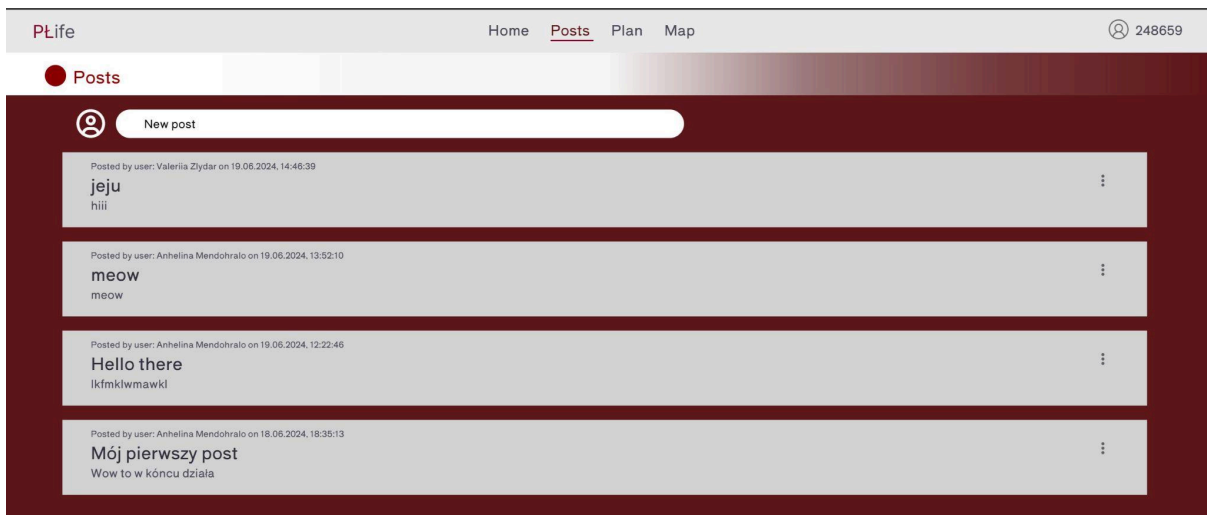 PŁife
Home Posts Plan Map
248659
Posts
New post
Posted by user: Valeriia Zlydar on 19.06.2024, 14:46:39
jeju
hiii
Posted by user: Anhelina Mendohralo on 19.06.2024, 13:52:10
meow
meow
Posted by user: Anhelina Mendohralo on 19.06.2024, 12:22:46
Hello there
lkfmklwmawkl
Posted by user: Anhelina Mendohralo on 18.06.2024, 18:35:13
Mój pierwszy post
Wow to w kóncu działa